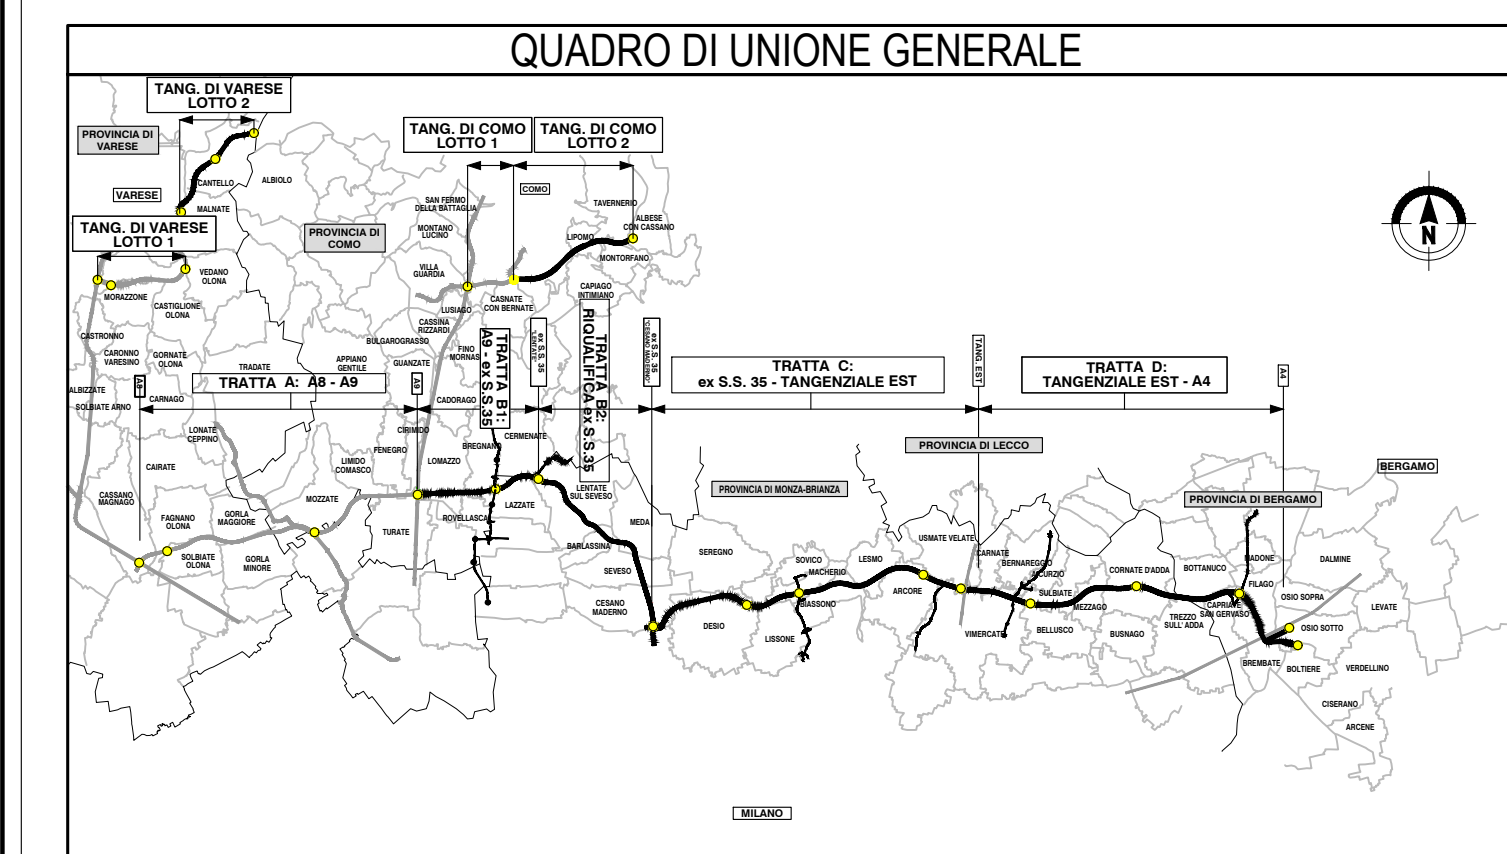 QUADRO DI UNIONE GENERALE
TANG. DI VARESE
LOTTO 2
PROVINCIA DI
VARESE
CANTELLO
ALBIOLO
VARESE
MALNATE
TANG. DI VARESE
LOTTO 1
PROVINCIA DI
COMO
TANG. DI COMO
LOTTO 1
TANG. DI COMO
LOTTO 2
COMO
SAN FERMO
DELLA BATTAGLIA
MONTANO
LUCINO
VILLA
GUARDIA
TAVERNERIO
ALBESE
CON CASSANO
LIPOMO
MONTORFANO
CAPIAGO
INTIMIANO
CASNATE
CON BERNATE
LUSIAGO
CASSINA
RIZZARDI
BULGAROGRASSO
FINO
MORNAS
GUANZATE
APPIANO
GENTILE
VEDANO
OLONA
MORAZZONE
CASTIGLIONE
OLONA
CASTRONNO
CARONNO
VARESINO
GORNATE
OLONA
TRADATE
ALBIZZATE
SOLBIATE ARNO
CARNAGO
A8
TRATTA A: A8 - A9
A9
CADORAGO
TRATTA B1:
A9 - ex S.S.35
ex S.S. 35
"LENTATE"
TRATTA B2:
RIQUALIFICA ex S.S.35
ex S.S. 35
"CESANO MADERNO"
TRATTA C:
ex S.S. 35 - TANGENZIALE EST
TANG. EST
TRATTA D:
TANGENZIALE EST - A4
A4
N
LONATE
CEPPINO
CIRIMIDO
FENEGRO
LIMIDO
COMASCO
LOMAZZO
BREGNANO
CERMENATE
CAIRATE
CASSANO
MAGNAGO
MOZZATE
GORLA
MAGGIORE
FAGNANO
OLONA
SOLBIATE
OLONA
GORLA
MINORE
TURATE
ROVELLASCA
LAZZATE
LENTATE
SUL SEVESO
MEDA
BARLASSINA
SEVESO
CESANO
MADERNO
PROVINCIA DI MONZA-BRIANZA
PROVINCIA DI LECCO
PROVINCIA DI BERGAMO
BERGAMO
SEREGNO
DESIO
LISSONE
SOVICO
MACHERIO
BIASSONO
LESMO
ARCORE
USMATE VELATE
CARNATE
BERNAREGGIO
AICURZIO
SULBIATE
MEZZAGO
VIMERCATE
BELLUSCO
BUSNAGO
CORNATE D'ADDA
BOTTANUCO
TREZZO
SULL' ADDA
CAPRIATE
SAN GERVASO
MADONE
FILAGO
DALMINE
OSIO SOPRA
OSIO SOTTO
LEVATE
BREMBATE
BOLTIERE
VERDELLINO
CISERANO
ARCENE
MILANO